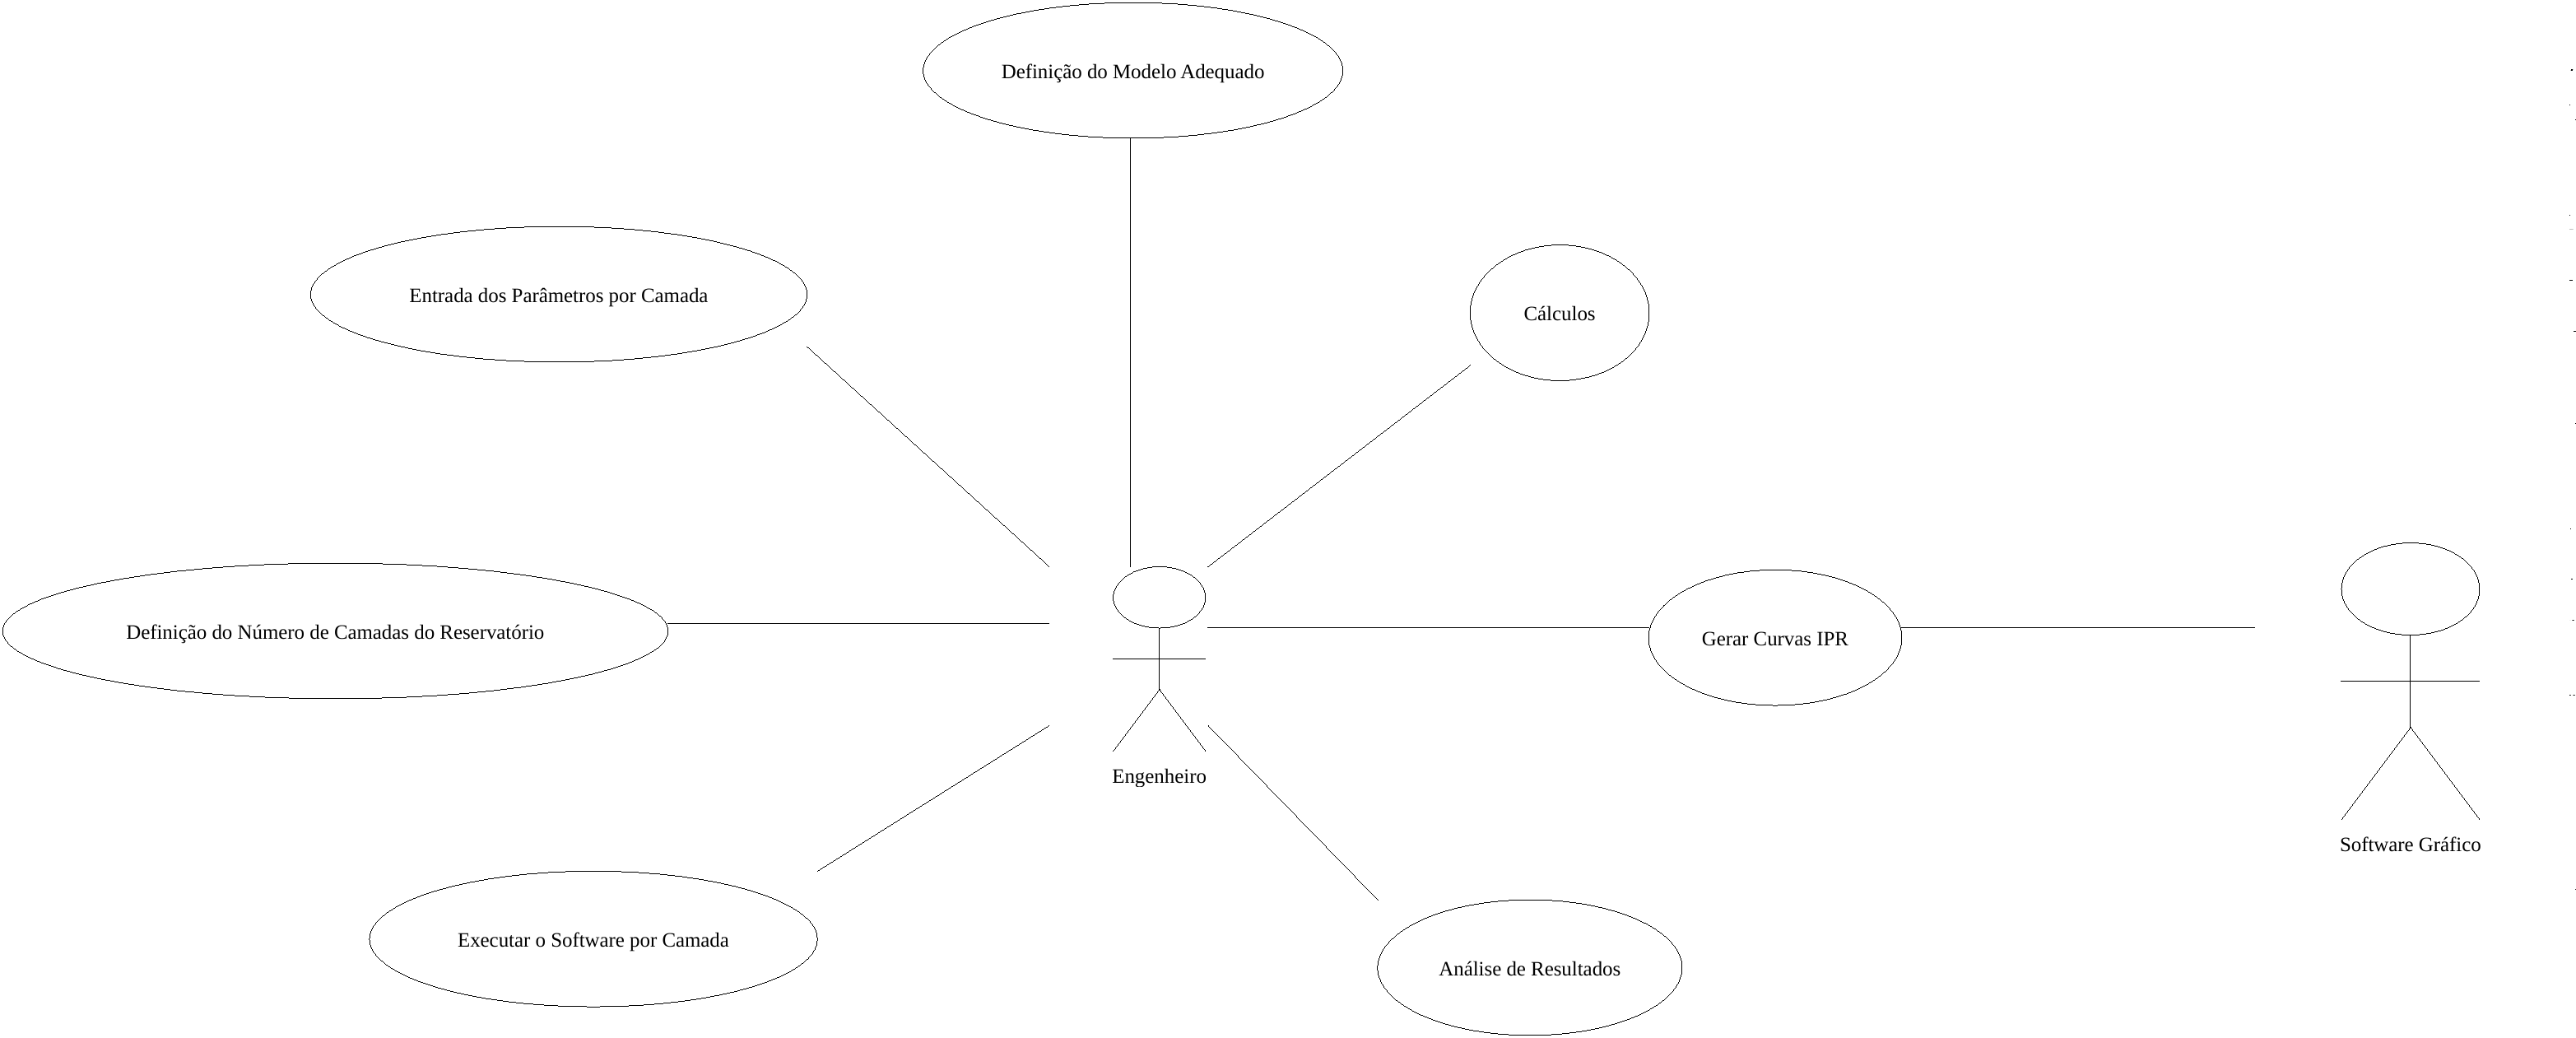 Definição do Modelo Adequado
Entrada dos Parâmetros por Camada
Cálculos
Definição do Número de Camadas do Reservatório
Gerar Curvas IPR
Engenheiro
Software Gráfico
Executar o Software por Camada
Análise de Resultados